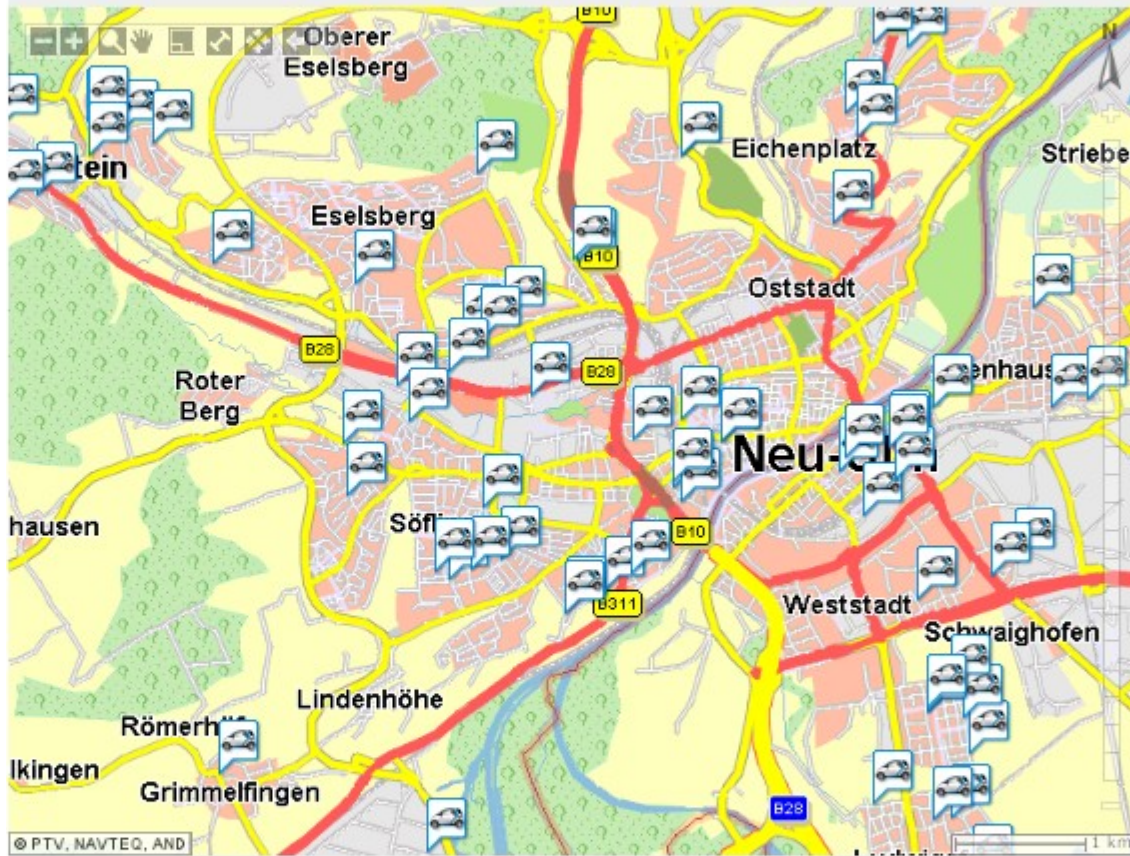 B10
Oberer
Eselsberg
N
Eichenplatz
Striebe
tein
Eselsberg
B10
Oststadt
B28
B28
enhaus
Roter
Berg
Neu-
hausen
Söfl
B10
B311
Weststadt
Schwaighofen
Lindenhöhe
Römerh
lkingen
Grimmelfingen
B28
© PTV, NAVTEQ, AND
1 km